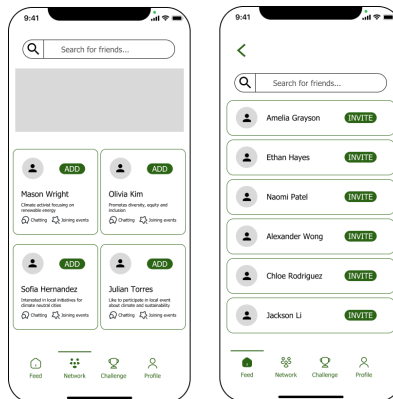 9:41
Search for friends...
ADD
ADD
Mason Wright
Olivia Kim
Climate activist focusing on
renewable energy
Promotes diversity, equity and
inclusion
Chatting Joining events
Chatting Joining events
ADD
ADD
Sofia Hernandez
Julian Torres
Interested in local initiatives for
climate neutral cities
Like to participate in local event
about climate and sustainability
Chatting Joining events
Chatting Joining events
Feed Network Challenge Profile
9:41
Search for friends...
Amelia Grayson INVITE
Ethan Hayes INVITE
Naomi Patel INVITE
Alexander Wong INVITE
Chloe Rodriguez INVITE
Jackson Li INVITE
Feed Network Challenge Profile